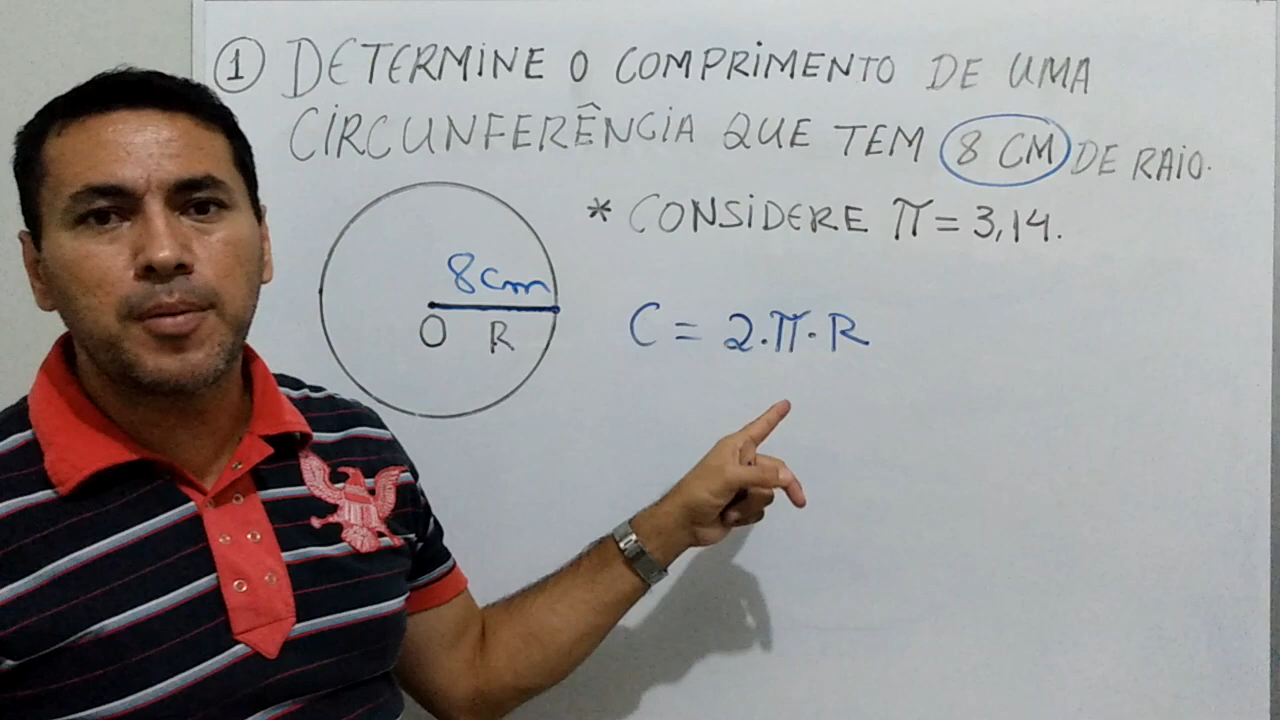 1 DETERMINE O COMPRIMENTO DE UMA
CIRCUNFERÊNCIA QUE TEM 8 CM DE RAIO.
* CONSIDERE π = 3,14.
8cm
O R
C = 2.π.R